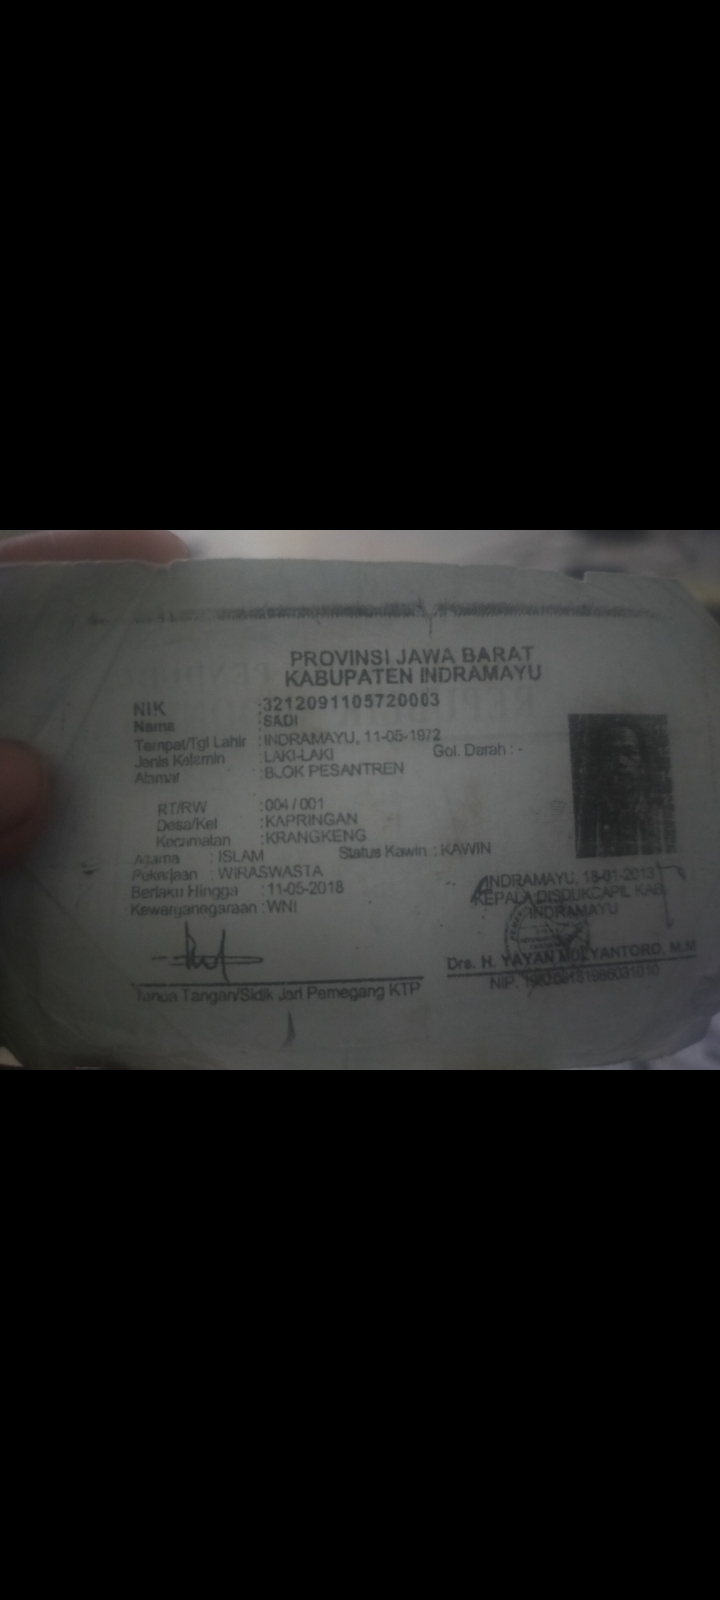 PROVINSI JAWA BARAT
KABUPATEN INDRAMAYU
NIK :3212091105720003
Nama :SADI
Tempat/Tgl Lahir :INDRAMAYU, 11-05-1972
Jenis Kelamin :LAKI-LAKI Gol. Darah : -
Alamat :BLOK PESANTREN
RT/RW :004 / 001
Desa/Kel :KAPRINGAN
Kecamatan :KRANGKENG
Agama : ISLAM Status Kawin : KAWIN
Pekerjaan : WIRASWASTA
Berlaku Hingga : 11-05-2018
Kewarganegaraan : WNI
INDRAMAYU, 18-01-2013
KEPALA DISDUKCAPIL KAB.
INDRAMAYU
Drs. H. YAYAN MULYANTORO, M.M
NIP.
Tanda Tangan/Sidik Jari Pemegang KTP